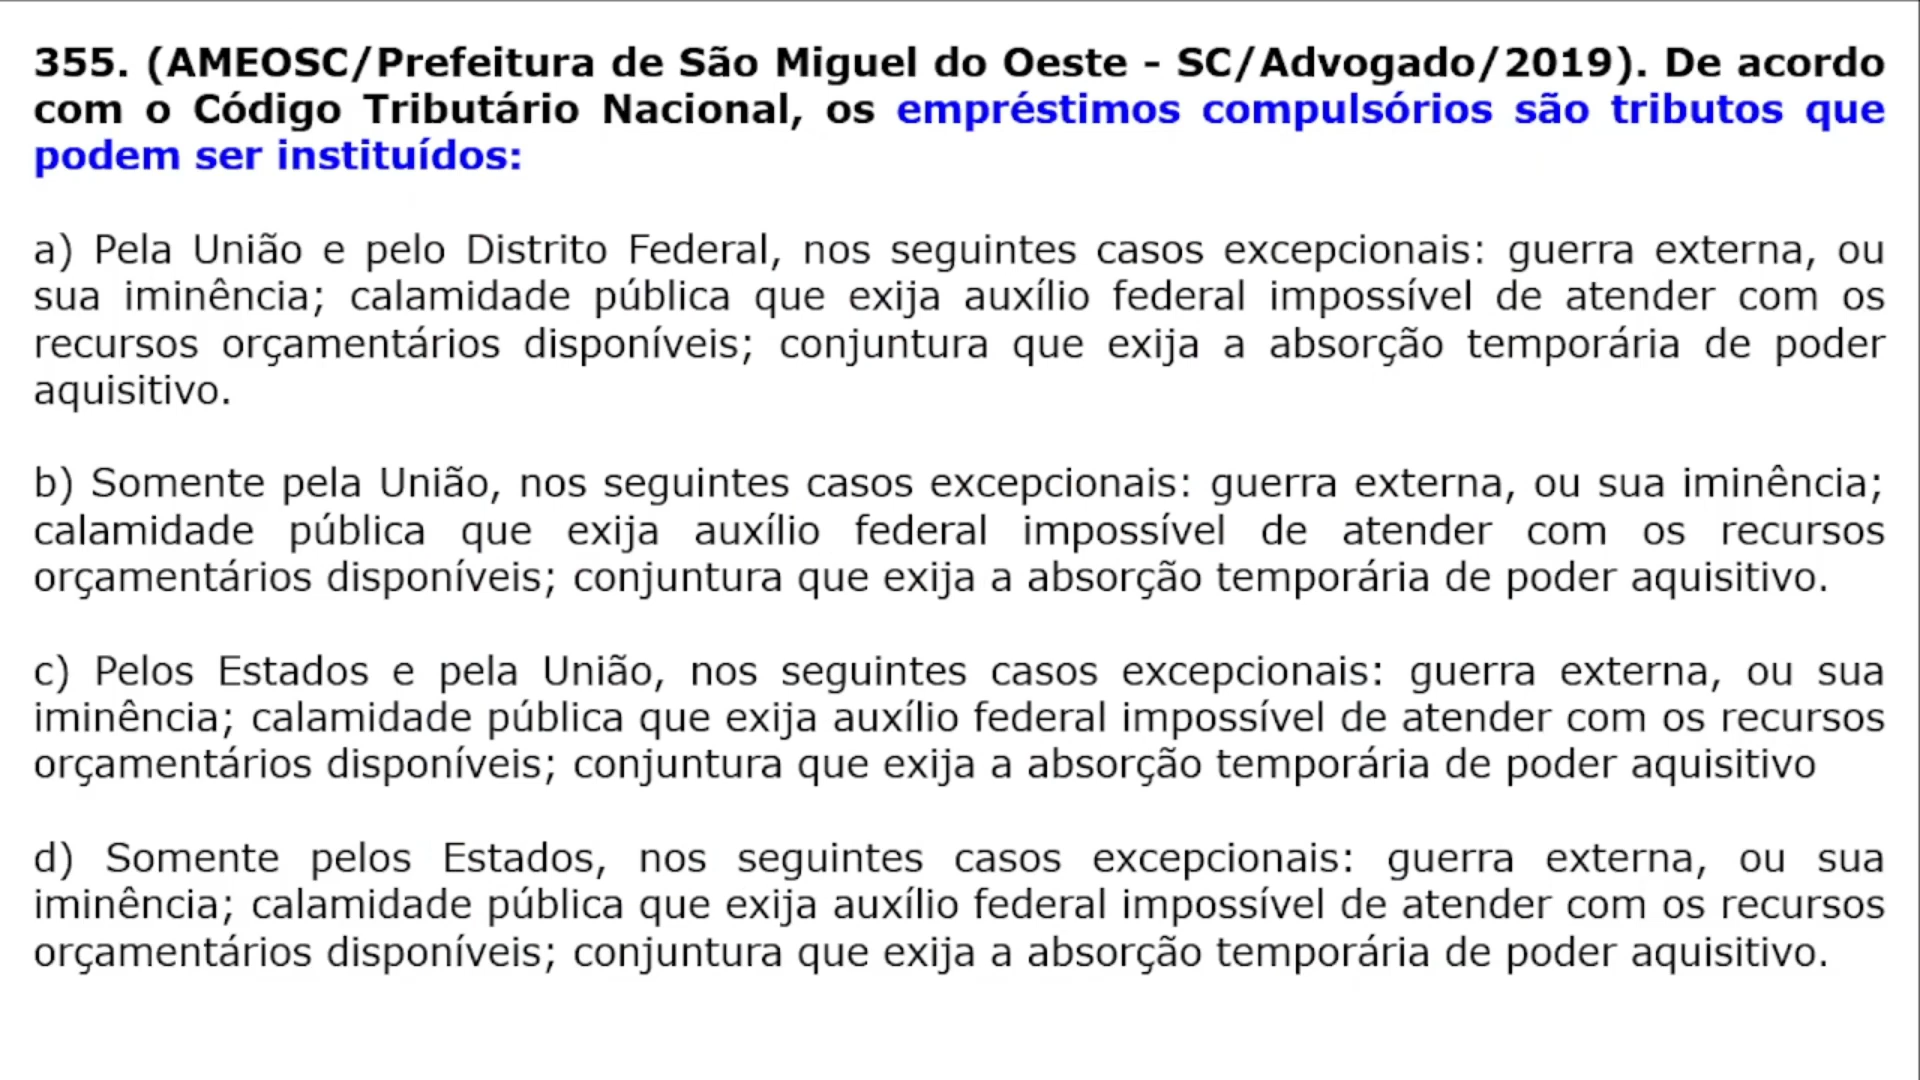 355. (AMEOSC/Prefeitura de São Miguel do Oeste - SC/Advogado/2019). De acordo
com o Código Tributário Nacional, os empréstimos compulsórios são tributos que
podem ser instituídos:
a) Pela União e pelo Distrito Federal, nos seguintes casos excepcionais: guerra externa, ou
sua iminência; calamidade pública que exija auxílio federal impossível de atender com os
recursos orçamentários disponíveis; conjuntura que exija a absorção temporária de poder
aquisitivo.
b) Somente pela União, nos seguintes casos excepcionais: guerra externa, ou sua iminência;
calamidade pública que exija auxílio federal impossível de atender com os recursos
orçamentários disponíveis; conjuntura que exija a absorção temporária de poder aquisitivo.
c) Pelos Estados e pela União, nos seguintes casos excepcionais: guerra externa, ou sua
iminência; calamidade pública que exija auxílio federal impossível de atender com os recursos
orçamentários disponíveis; conjuntura que exija a absorção temporária de poder aquisitivo
d) Somente pelos Estados, nos seguintes casos excepcionais: guerra externa, ou sua
iminência; calamidade pública que exija auxílio federal impossível de atender com os recursos
orçamentários disponíveis; conjuntura que exija a absorção temporária de poder aquisitivo.